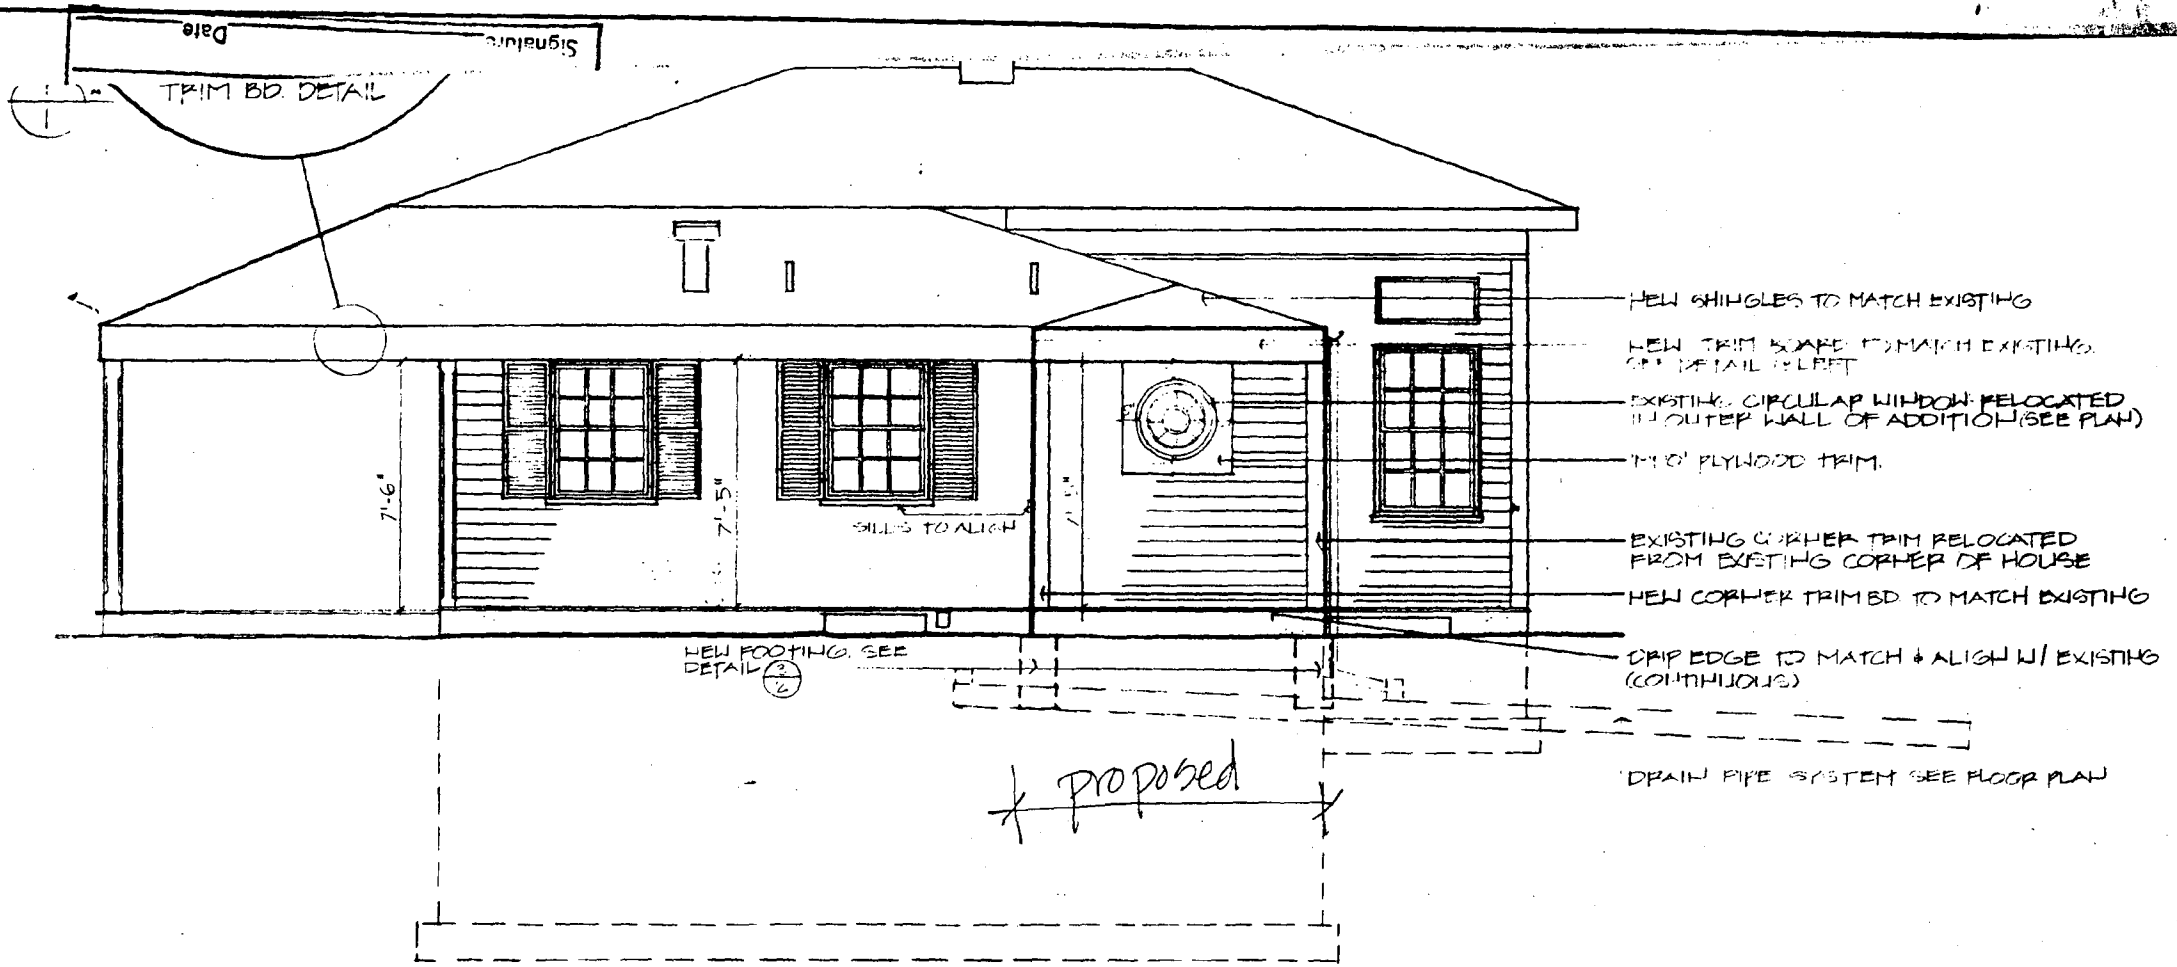 Date
Signature
TRIM BD. DETAIL
NEW SHINGLES TO MATCH EXISTING
NEW TRIM BOARD TO MATCH EXISTING.
SEE DETAIL @ LEFT
EXISTING CIRCULAR WINDOW RELOCATED
IN OUTER WALL OF ADDITION (SEE PLAN)
PLYWOOD TRIM.
7'-6"
7'-5"
7'-5"
SILLS TO ALIGN
EXISTING CORNER TRIM RELOCATED
FROM EXISTING CORNER OF HOUSE
NEW CORNER TRIM BD. TO MATCH EXISTING
NEW FOOTING. SEE
DETAIL
DRIP EDGE TO MATCH & ALIGN W/ EXISTING
(CONTINUOUS)
proposed
DRAIN PIPE SYSTEM SEE FLOOR PLAN